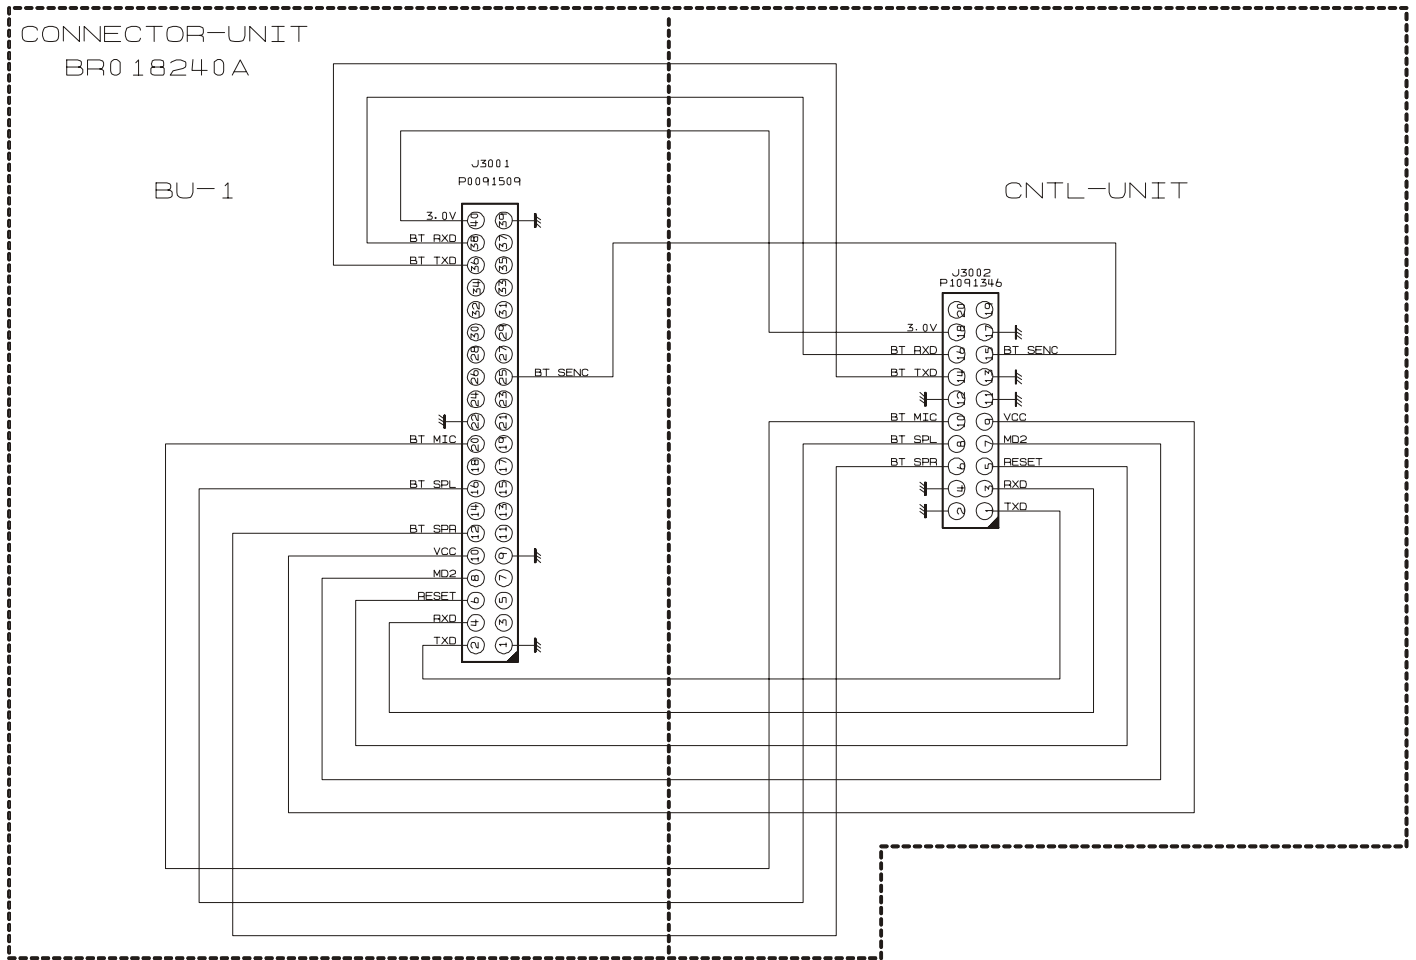 CONNECTOR-UNIT
BR018240A
BU-1
CNTL-UNIT
J3001
P0091509
3.0V 40 39
BT RXD 38 37
BT TXD 36 35
34 33
32 31
30 29
28 27
26 25 BT SENC
24 23
22 21
BT MIC 20 19
18 17
BT SPL 16 15
14 13
BT SPR 12 11
VCC 10 9
MD2 8 7
RESET 6 5
RXD 4 3
TXD 2 1
J3002
P1091346
20 19
3.0V 18 17
BT RXD 16 15 BT SENC
BT TXD 14 13
12 11
BT MIC 10 9 VCC
BT SPL 8 7 MD2
BT SPR 6 5 RESET
4 3 RXD
2 1 TXD